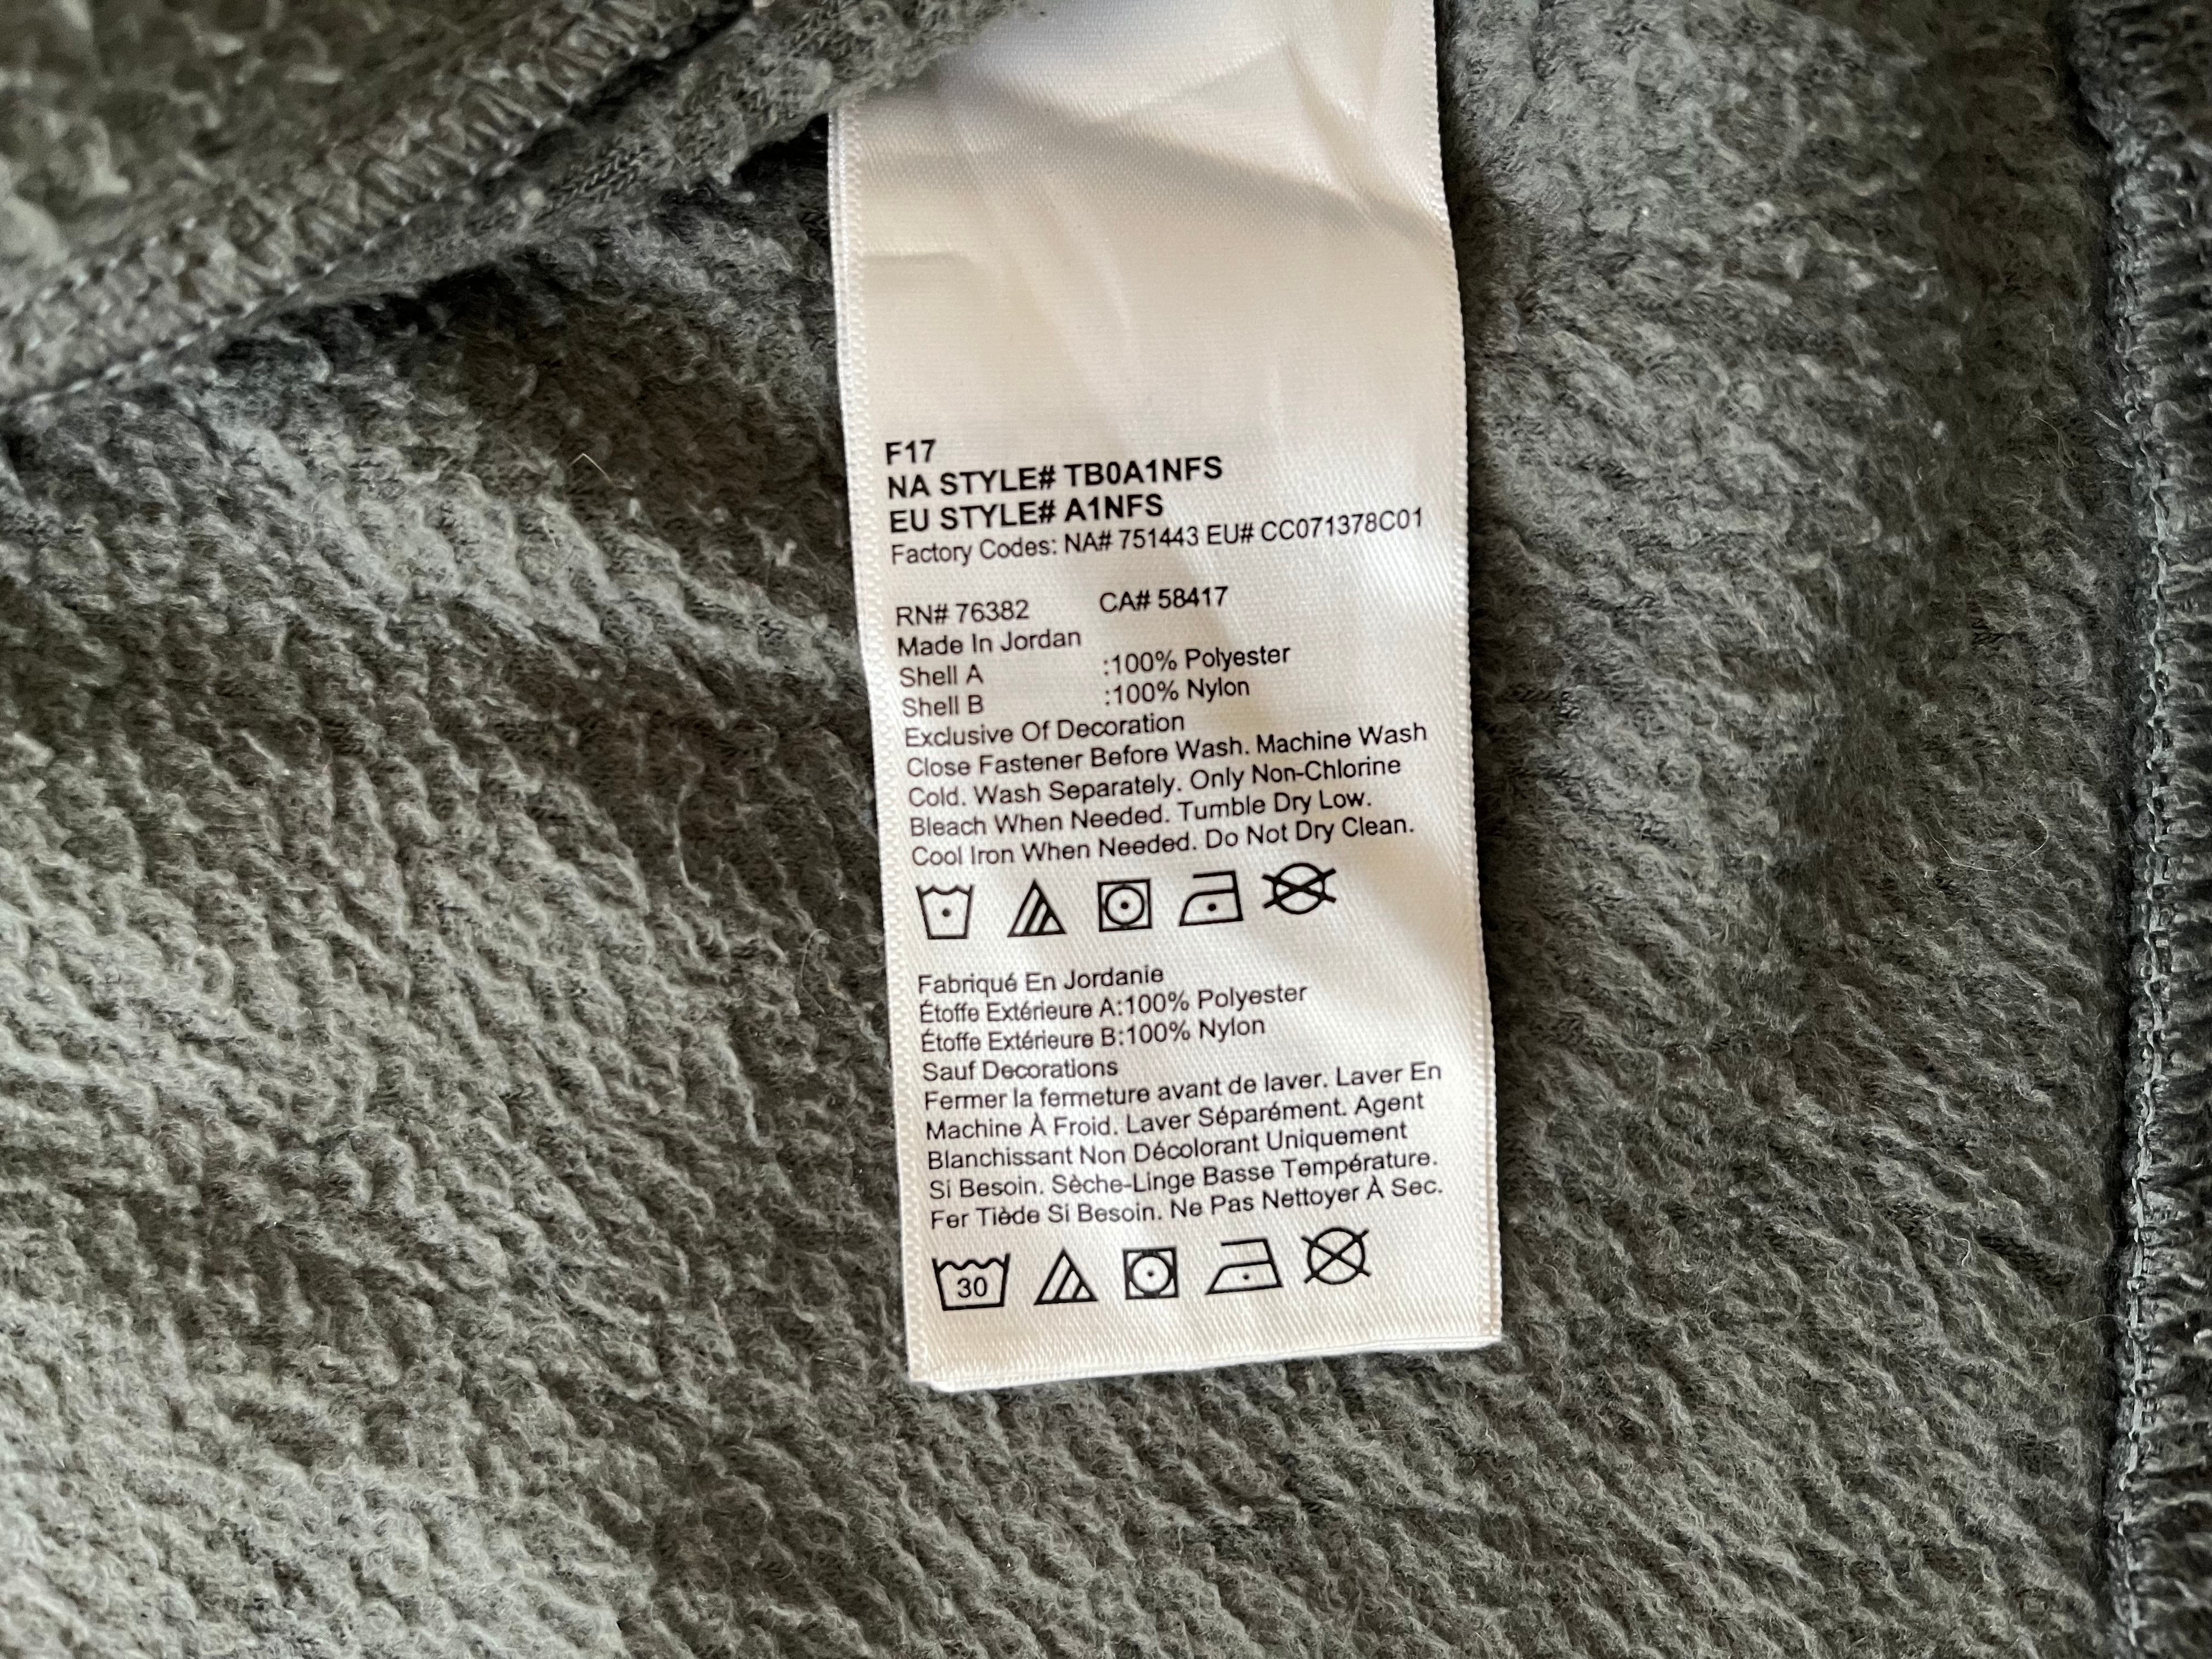 F17
NA STYLE# TB0A1NFS
EU STYLE# A1NFS
Factory Codes: NA# 751443 EU# CC071378C01
RN# 76382 CA# 58417
Made In Jordan
Shell A :100% Polyester
Shell B :100% Nylon
Exclusive Of Decoration
Close Fastener Before Wash. Machine Wash
Cold. Wash Separately. Only Non-Chlorine
Bleach When Needed. Tumble Dry Low.
Cool Iron When Needed. Do Not Dry Clean.
Fabriqué En Jordanie
Étoffe Extérieure A:100% Polyester
Étoffe Extérieure B:100% Nylon
Sauf Decorations
Fermer la fermeture avant de laver. Laver En
Machine À Froid. Laver Séparément. Agent
Blanchissant Non Décolorant Uniquement
Si Besoin. Sèche-Linge Basse Température.
Fer Tiède Si Besoin. Ne Pas Nettoyer À Sec.
30